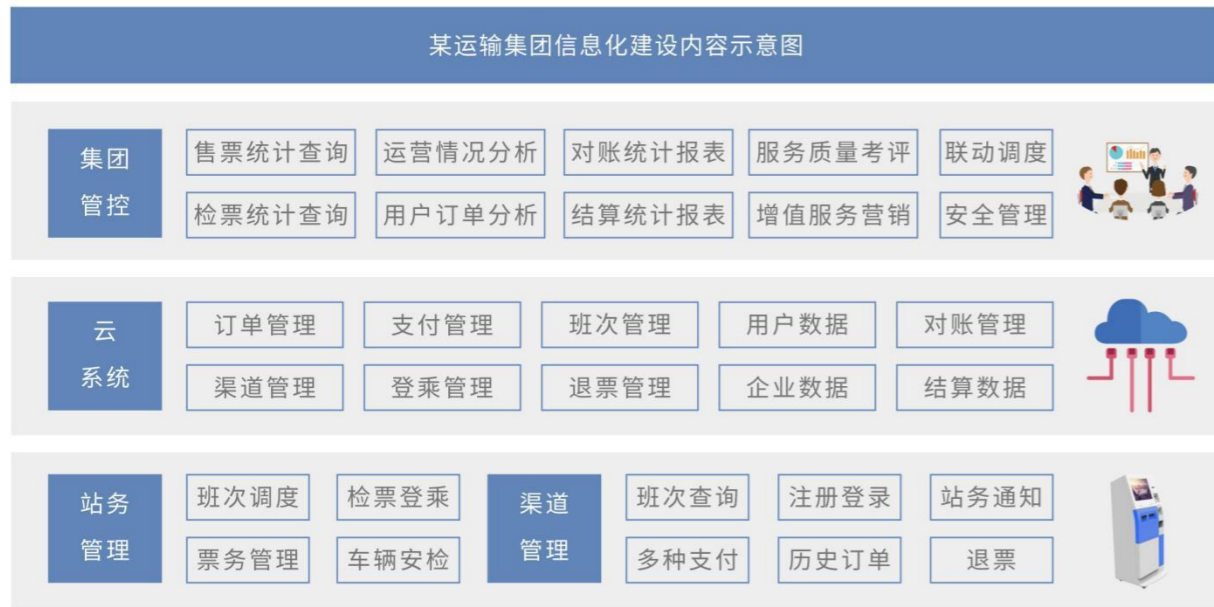 某运输集团信息化建设内容示意图
集团
管控
售票统计查询 运营情况分析 对账统计报表 服务质量考评 联动调度
检票统计查询 用户订单分析 结算统计报表 增值服务营销 安全管理
云
系统
订单管理 支付管理 班次管理 用户数据 对账管理
渠道管理 登乘管理 退票管理 企业数据 结算数据
站务
管理
班次调度 检票登乘
票务管理 车辆安检
渠道
管理
班次查询 注册登录 站务通知
多种支付 历史订单 退票